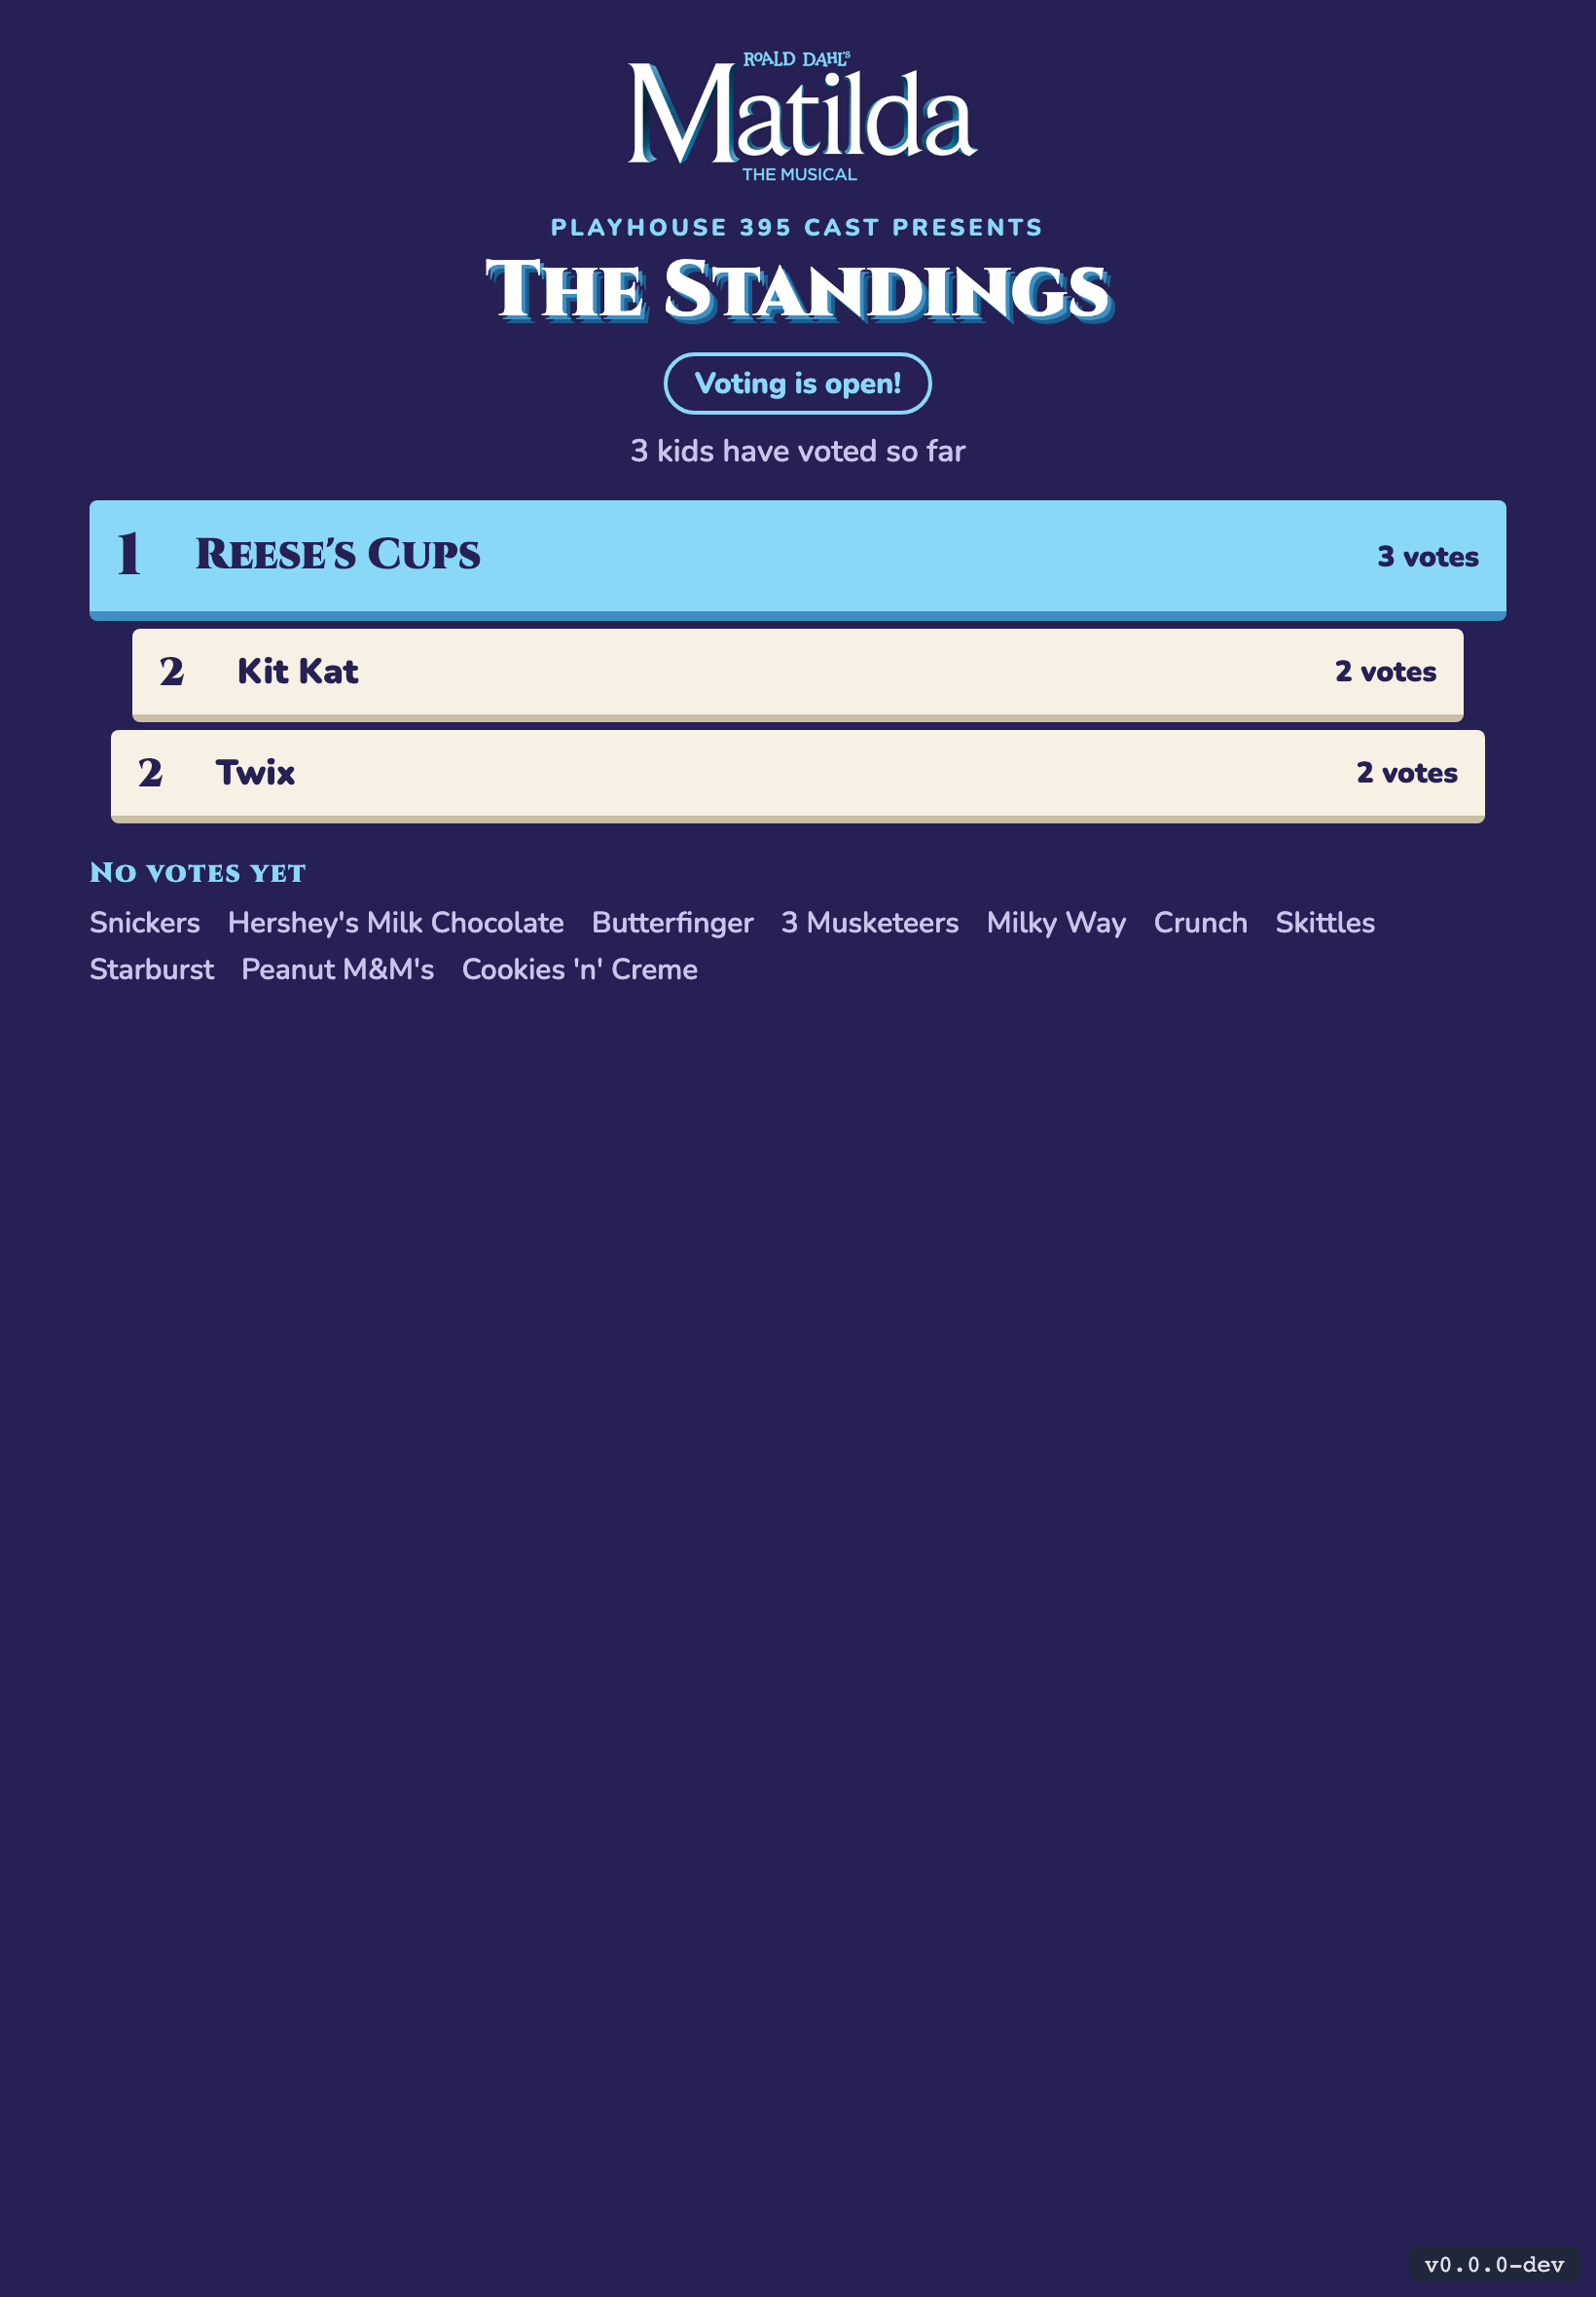 ROALD DAHL'S
Matilda
THE MUSICAL
PLAYHOUSE 395 CAST PRESENTS
THE STANDINGS
Voting is open!
3 kids have voted so far
1 REESE'S CUPS 3 votes
2 Kit Kat 2 votes
2 Twix 2 votes
NO VOTES YET
Snickers Hershey's Milk Chocolate Butterfinger 3 Musketeers Milky Way Crunch Skittles
Starburst Peanut M&M's Cookies 'n' Creme
v0.0.0-dev